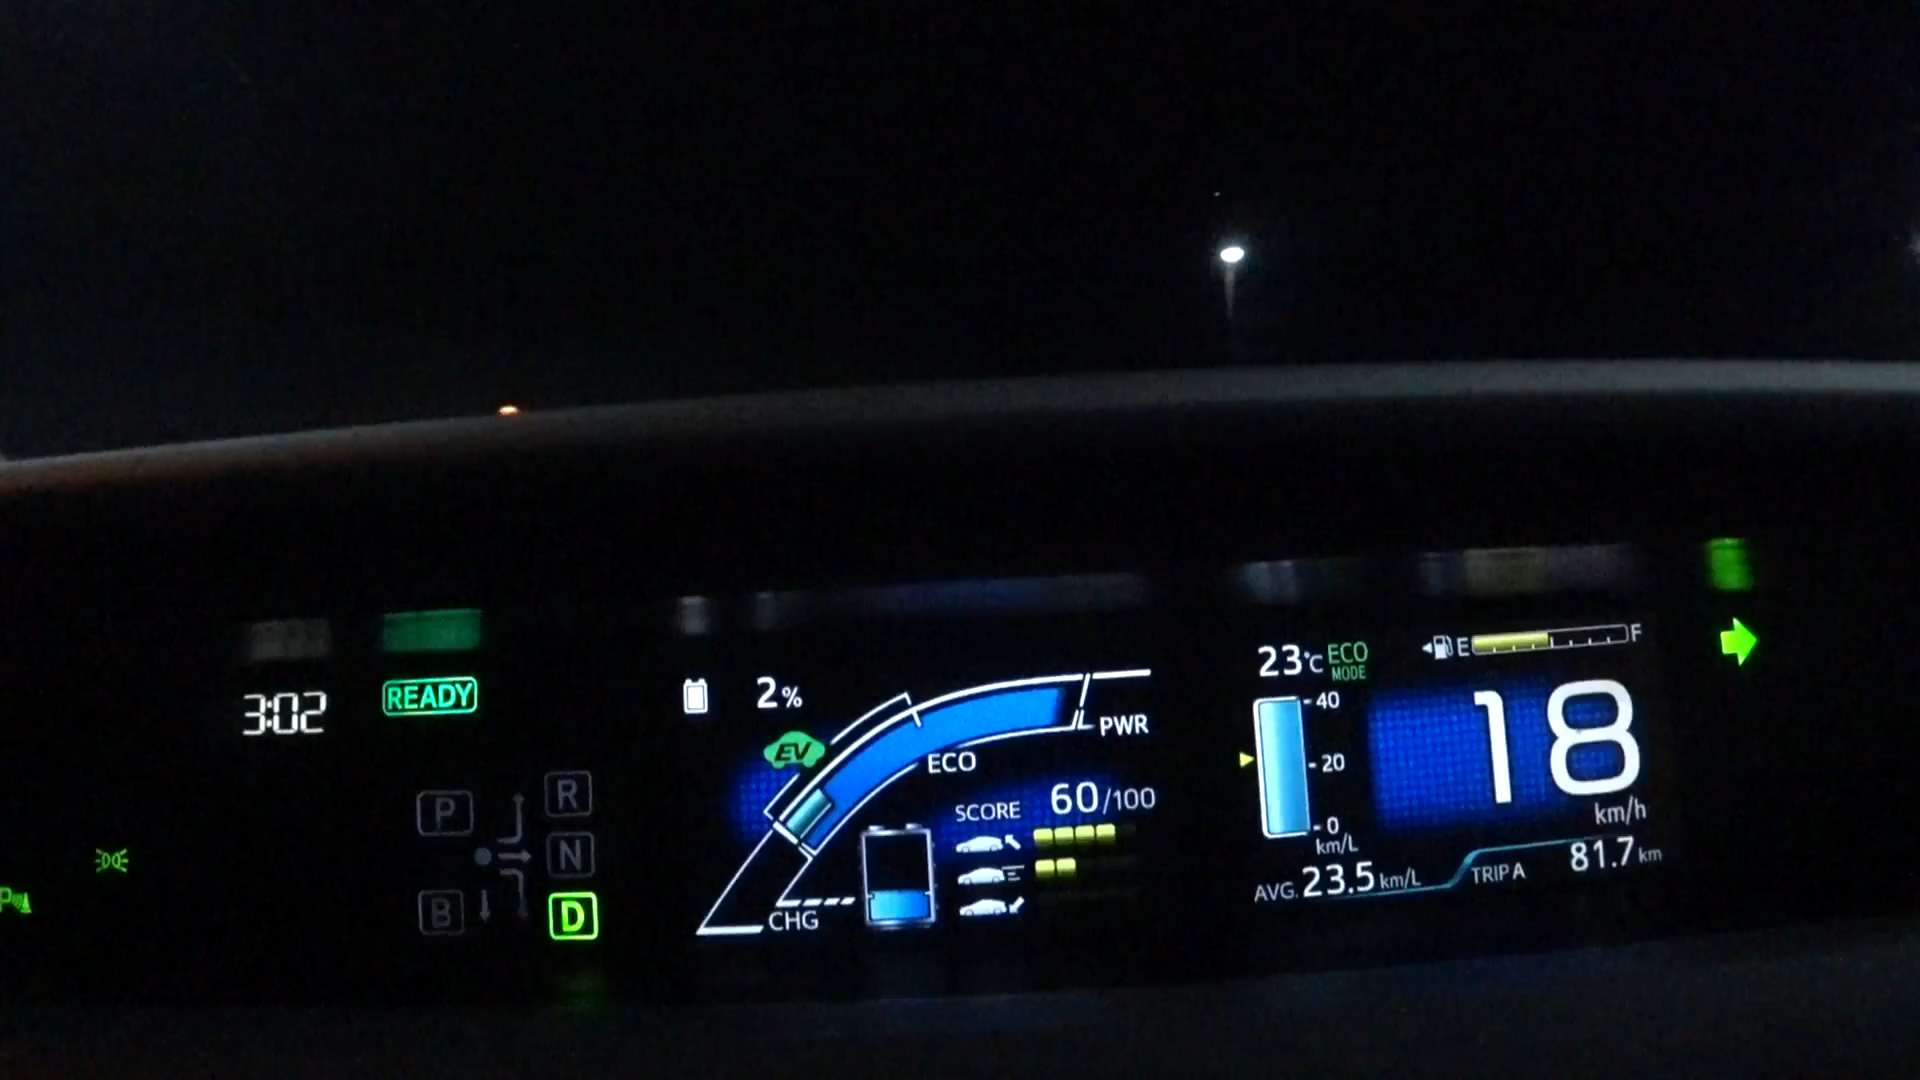 3:02
READY
P
R
N
B
D
P
2%
EV
PWR
ECO
SCORE 60/100
CHG
23°C ECO MODE
E F
40
20
0
km/L
18
km/h
AVG. 23.5 km/L
TRIP A 81.7 km